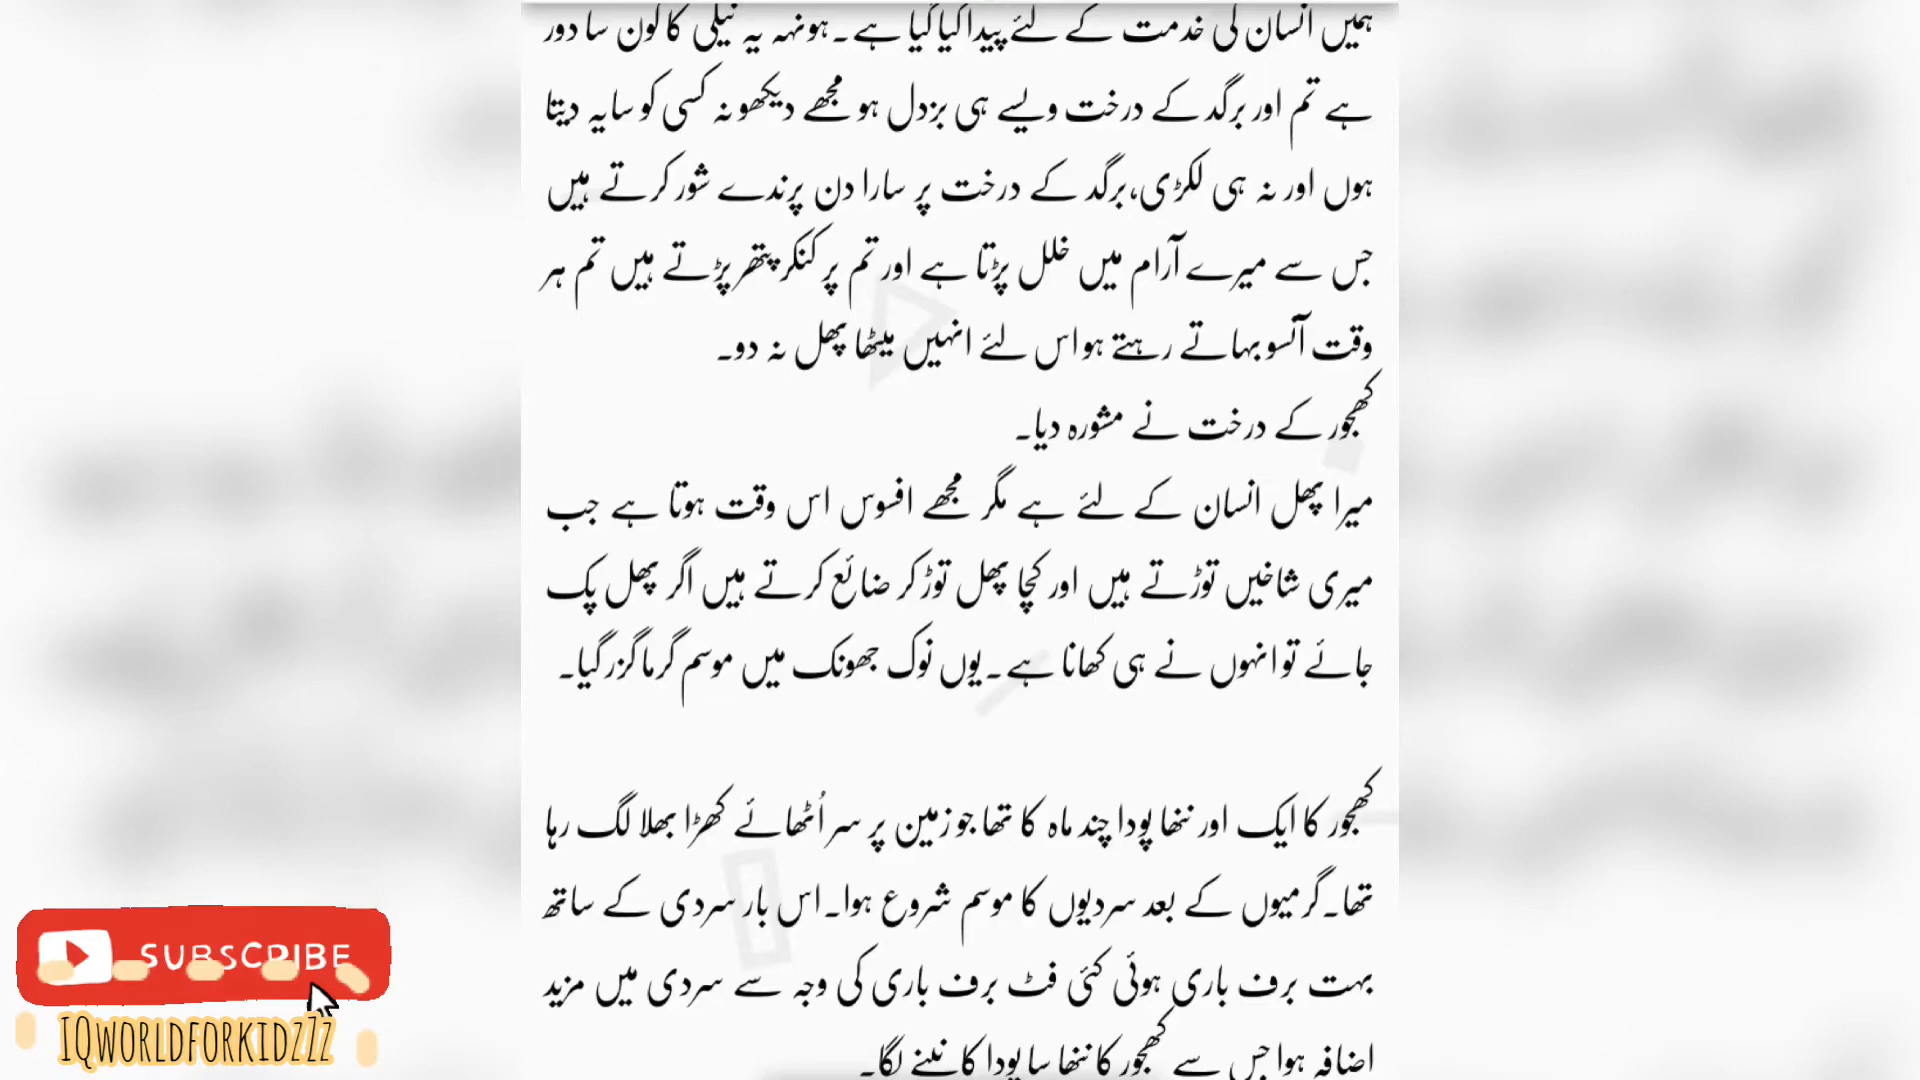 ہمیں انسان کی خدمت کے لئے پیدا کیا گیا ہے۔ ہونہہ یہ نیکی کا کون سا دور
ہے تم اور برگد کے درخت ویسے ہی بزدل ہو مجھے دیکھو نہ کسی کو سایہ دیتا
ہوں اور نہ ہی لکڑی،برگد کے درخت پر سارا دن پرندے شور کرتے ہیں
جس سے میرے آرام میں خلل پڑتا ہے اور تم پر کنکر پتھر پڑتے ہیں تم ہر
وقت آنسو بہاتے رہتے ہو اس لئے انہیں میٹھا پھل نہ دو۔
کھجور کے درخت نے مشورہ دیا۔
میرا پھل انسان کے لئے ہے مگر مجھے افسوس اس وقت ہوتا ہے جب
میری شاخیں توڑتے ہیں اور کچا پھل توڑ کر ضائع کرتے ہیں اگر پھل پک
جائے تو انہوں نے ہی کھانا ہے۔ یوں نوک جھونک میں موسم گرما گزر گیا۔
کھجور کا ایک اور ننھا پودا چند ماہ کا تھا جو زمین پر سر اُٹھائے کھڑا بھلا لگ رہا
تھا۔ گرمیوں کے بعد سردیوں کا موسم شروع ہوا۔ اس بار سردی کے ساتھ
بہت برف باری ہوئی کئی فٹ برف باری کی وجہ سے سردی میں مزید
اضافہ ہوا جس سے کھجور کا ننھا سا پودا کانپنے لگا۔
SUBSCRIBE
IQworldforkidzZz